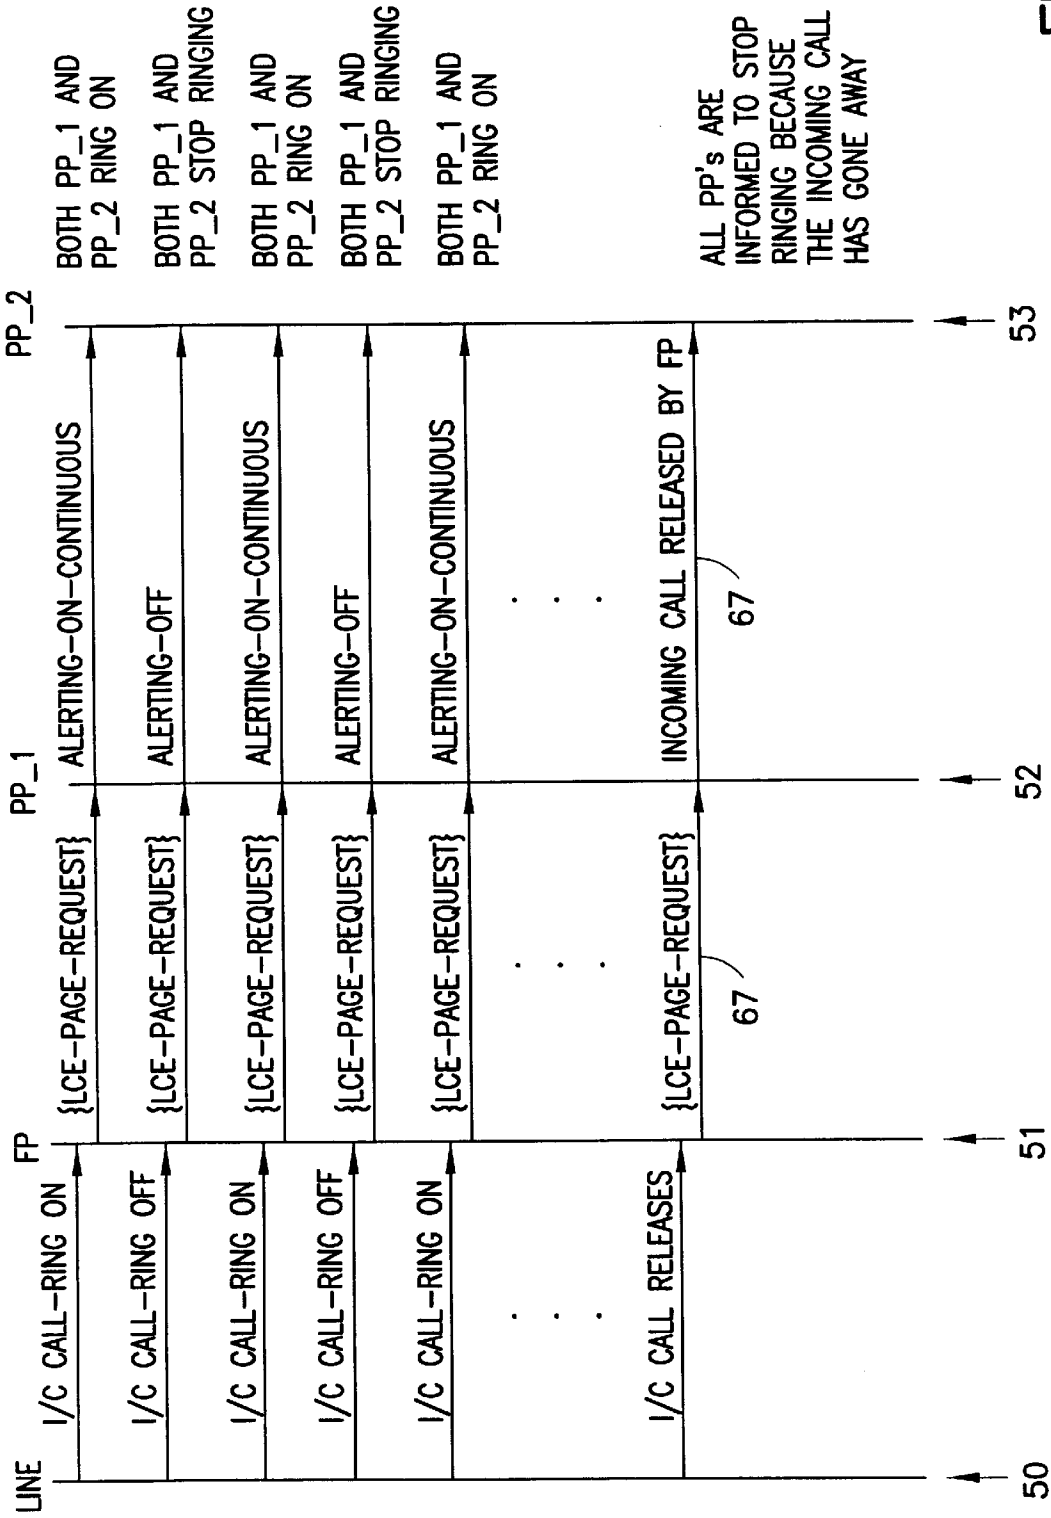 LINE
FP
PP_1
PP_2
I/C CALL-RING ON
{LCE-PAGE-REQUEST}
ALERTING-ON-CONTINUOUS
BOTH PP_1 AND
PP_2 RING ON
I/C CALL-RING OFF
{LCE-PAGE-REQUEST}
ALERTING-OFF
BOTH PP_1 AND
PP_2 STOP RINGING
I/C CALL-RING ON
{LCE-PAGE-REQUEST}
ALERTING-ON-CONTINUOUS
BOTH PP_1 AND
PP_2 RING ON
I/C CALL-RING OFF
{LCE-PAGE-REQUEST}
ALERTING-OFF
BOTH PP_1 AND
PP_2 STOP RINGING
I/C CALL-RING ON
{LCE-PAGE-REQUEST}
ALERTING-ON-CONTINUOUS
BOTH PP_1 AND
PP_2 RING ON
. . .
. . .
. . .
I/C CALL RELEASES
{LCE-PAGE-REQUEST}
67
INCOMING CALL RELEASED BY FP
67
ALL PP's ARE
INFORMED TO STOP
RINGING BECAUSE
THE INCOMING CALL
HAS GONE AWAY
50
51
52
53